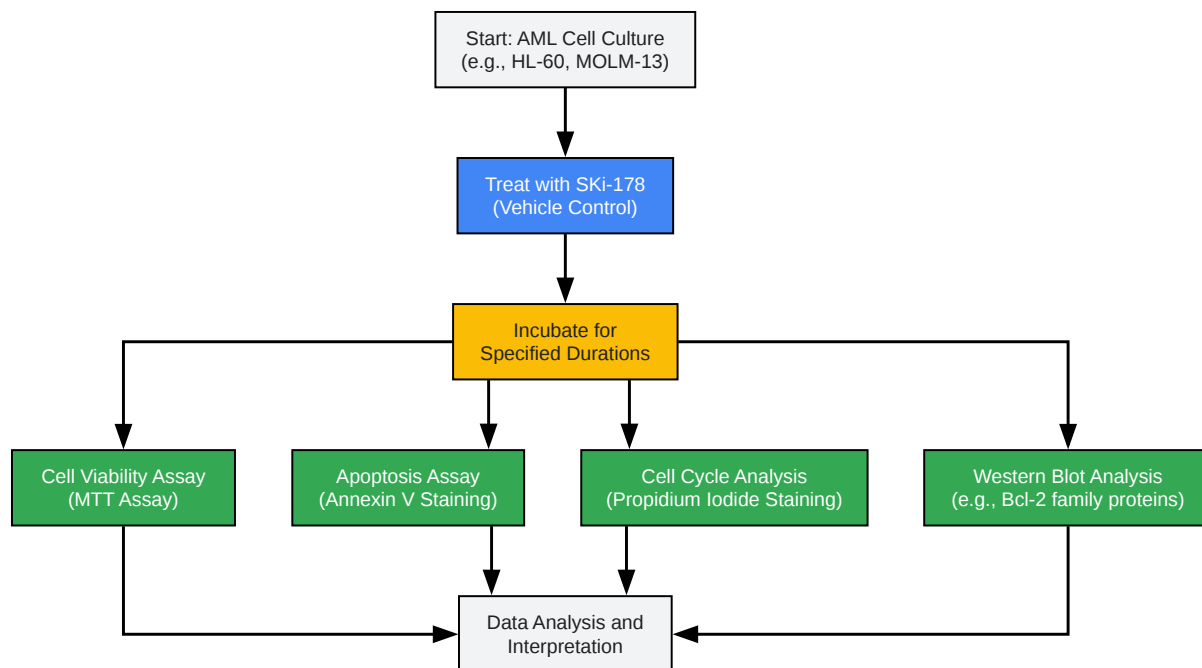 Start: AML Cell Culture
(e.g., HL-60, MOLM-13)
Treat with SKi-178
(Vehicle Control)
Incubate for
Specified Durations
Cell Viability Assay
(MTT Assay)
Apoptosis Assay
(Annexin V Staining)
Cell Cycle Analysis
(Propidium Iodide Staining)
Western Blot Analysis
(e.g., Bcl-2 family proteins)
Data Analysis and
Interpretation